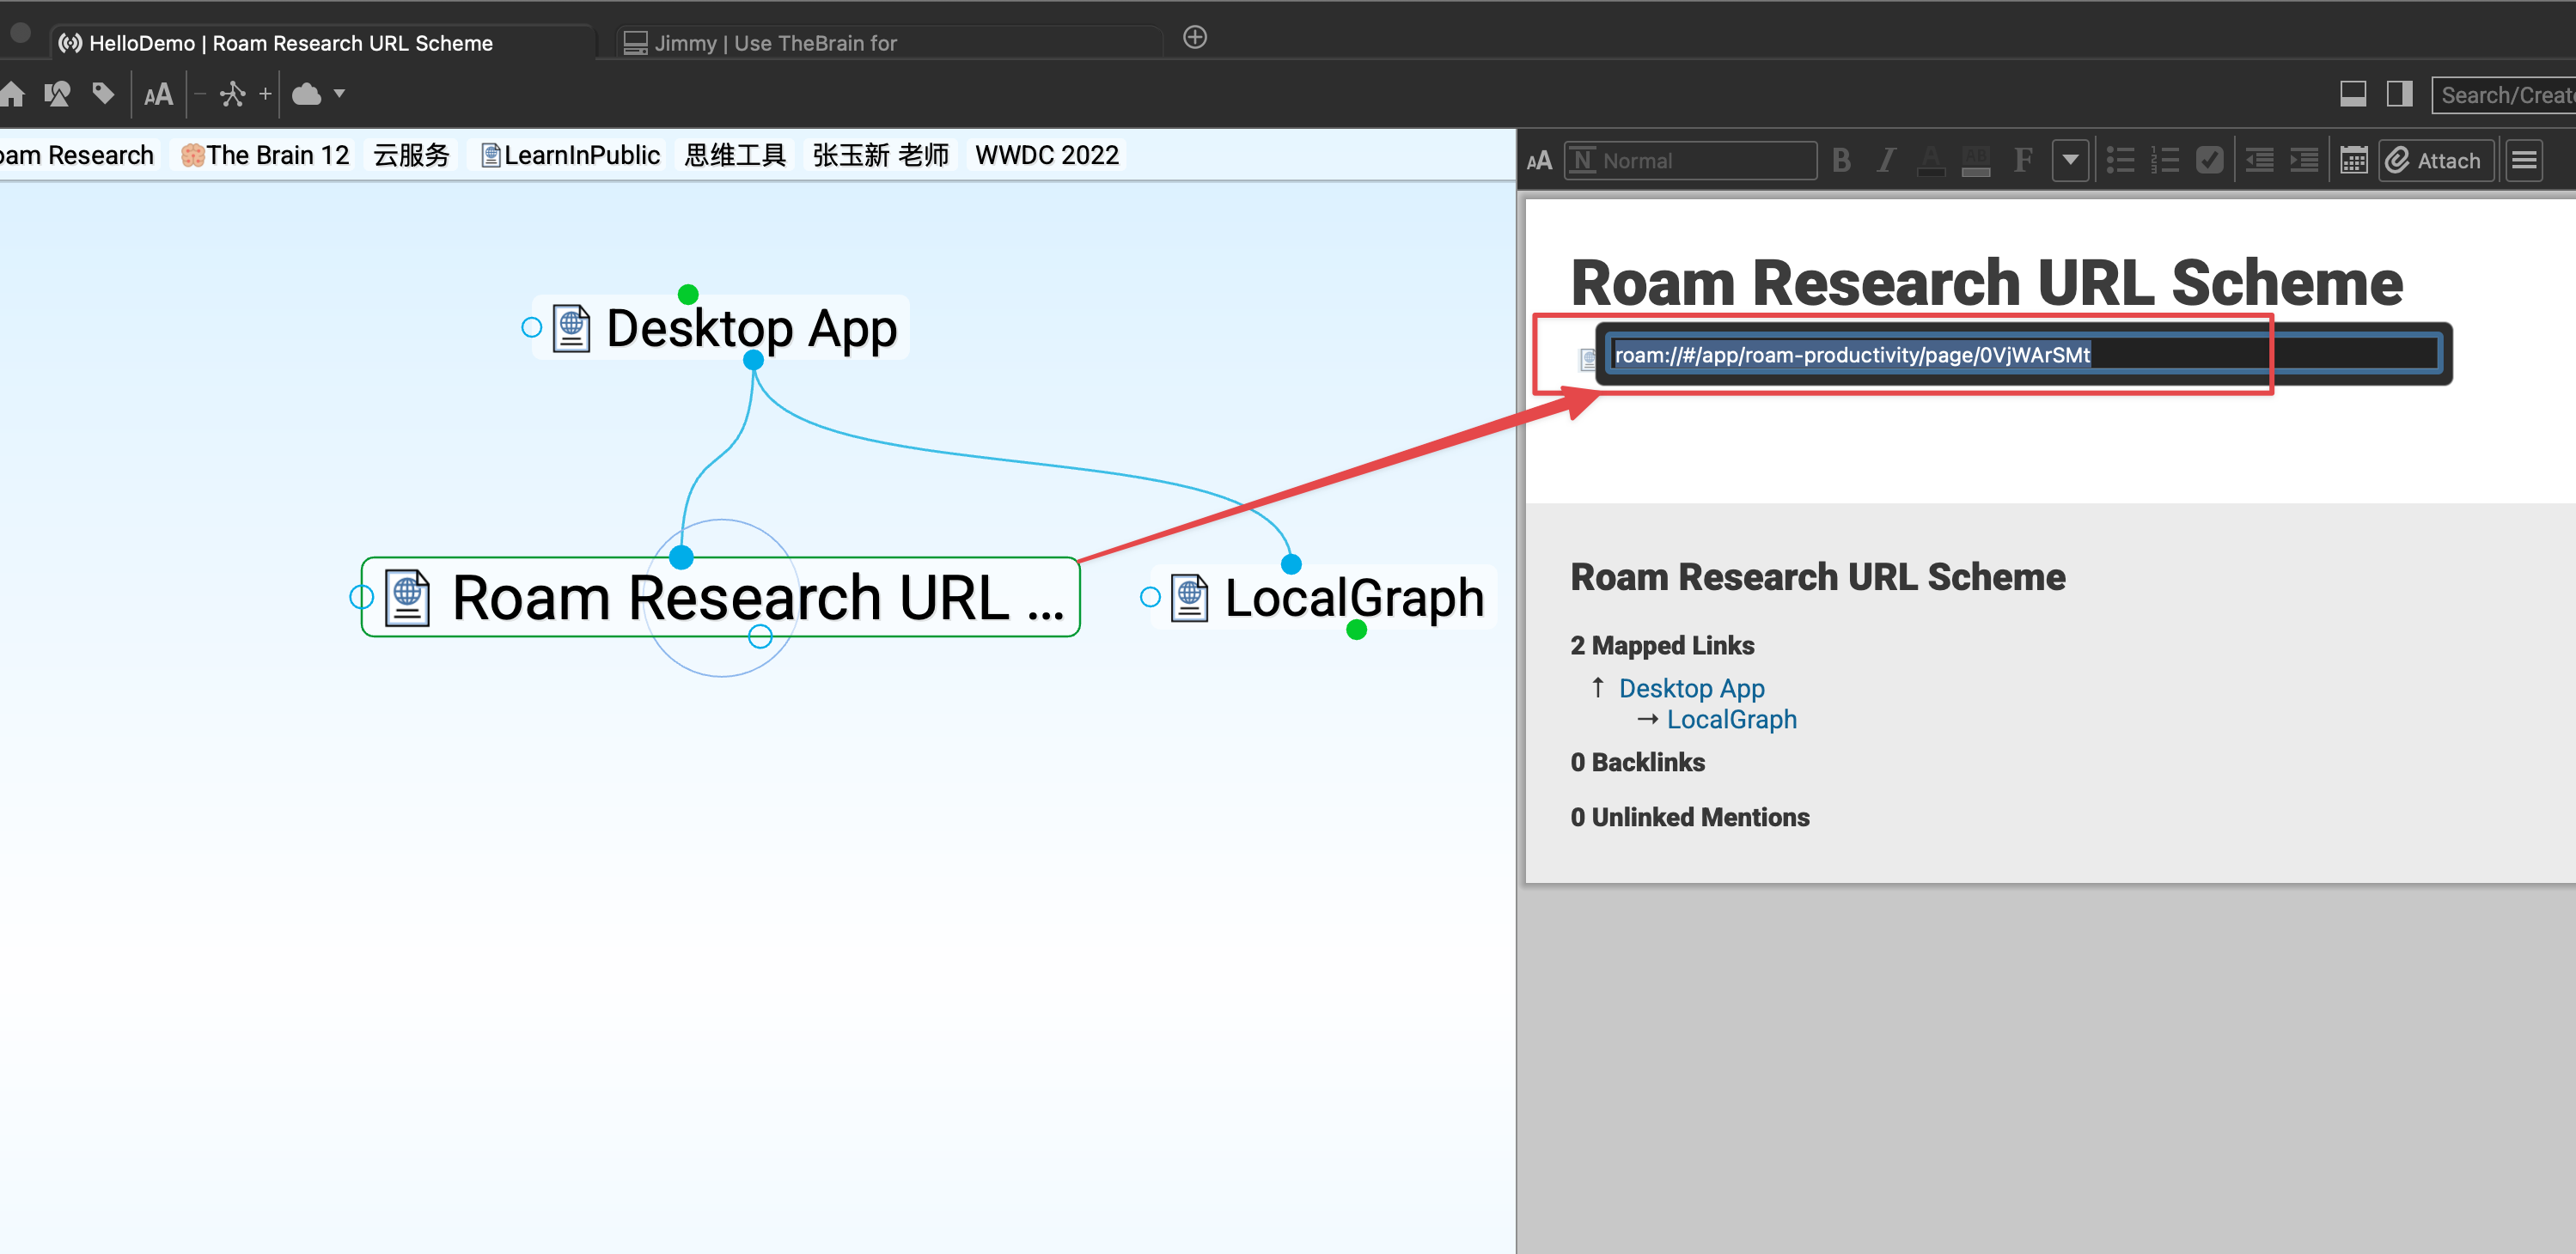 HelloDemo | Roam Research URL Scheme
Jimmy | Use TheBrain for
AA
Search/Create
oam Research
The Brain 12
云服务
LearnInPublic
思维工具
张玉新 老师
WWDC 2022
AA
N Normal
B I A AB F
Attach
Desktop App
Roam Research URL ...
LocalGraph
Roam Research URL Scheme
roam://#/app/roam-productivity/page/0VjWArSMt
Roam Research URL Scheme
2 Mapped Links
↑ Desktop App
→ LocalGraph
0 Backlinks
0 Unlinked Mentions